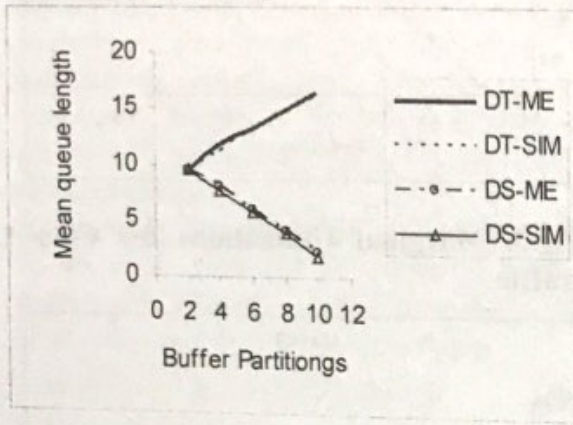 Mean queue length
20
15
10
5
0
0 2 4 6 8 10 12
Buffer Partitiongs
DT-ME
DT-SIM
DS-ME
DS-SIM